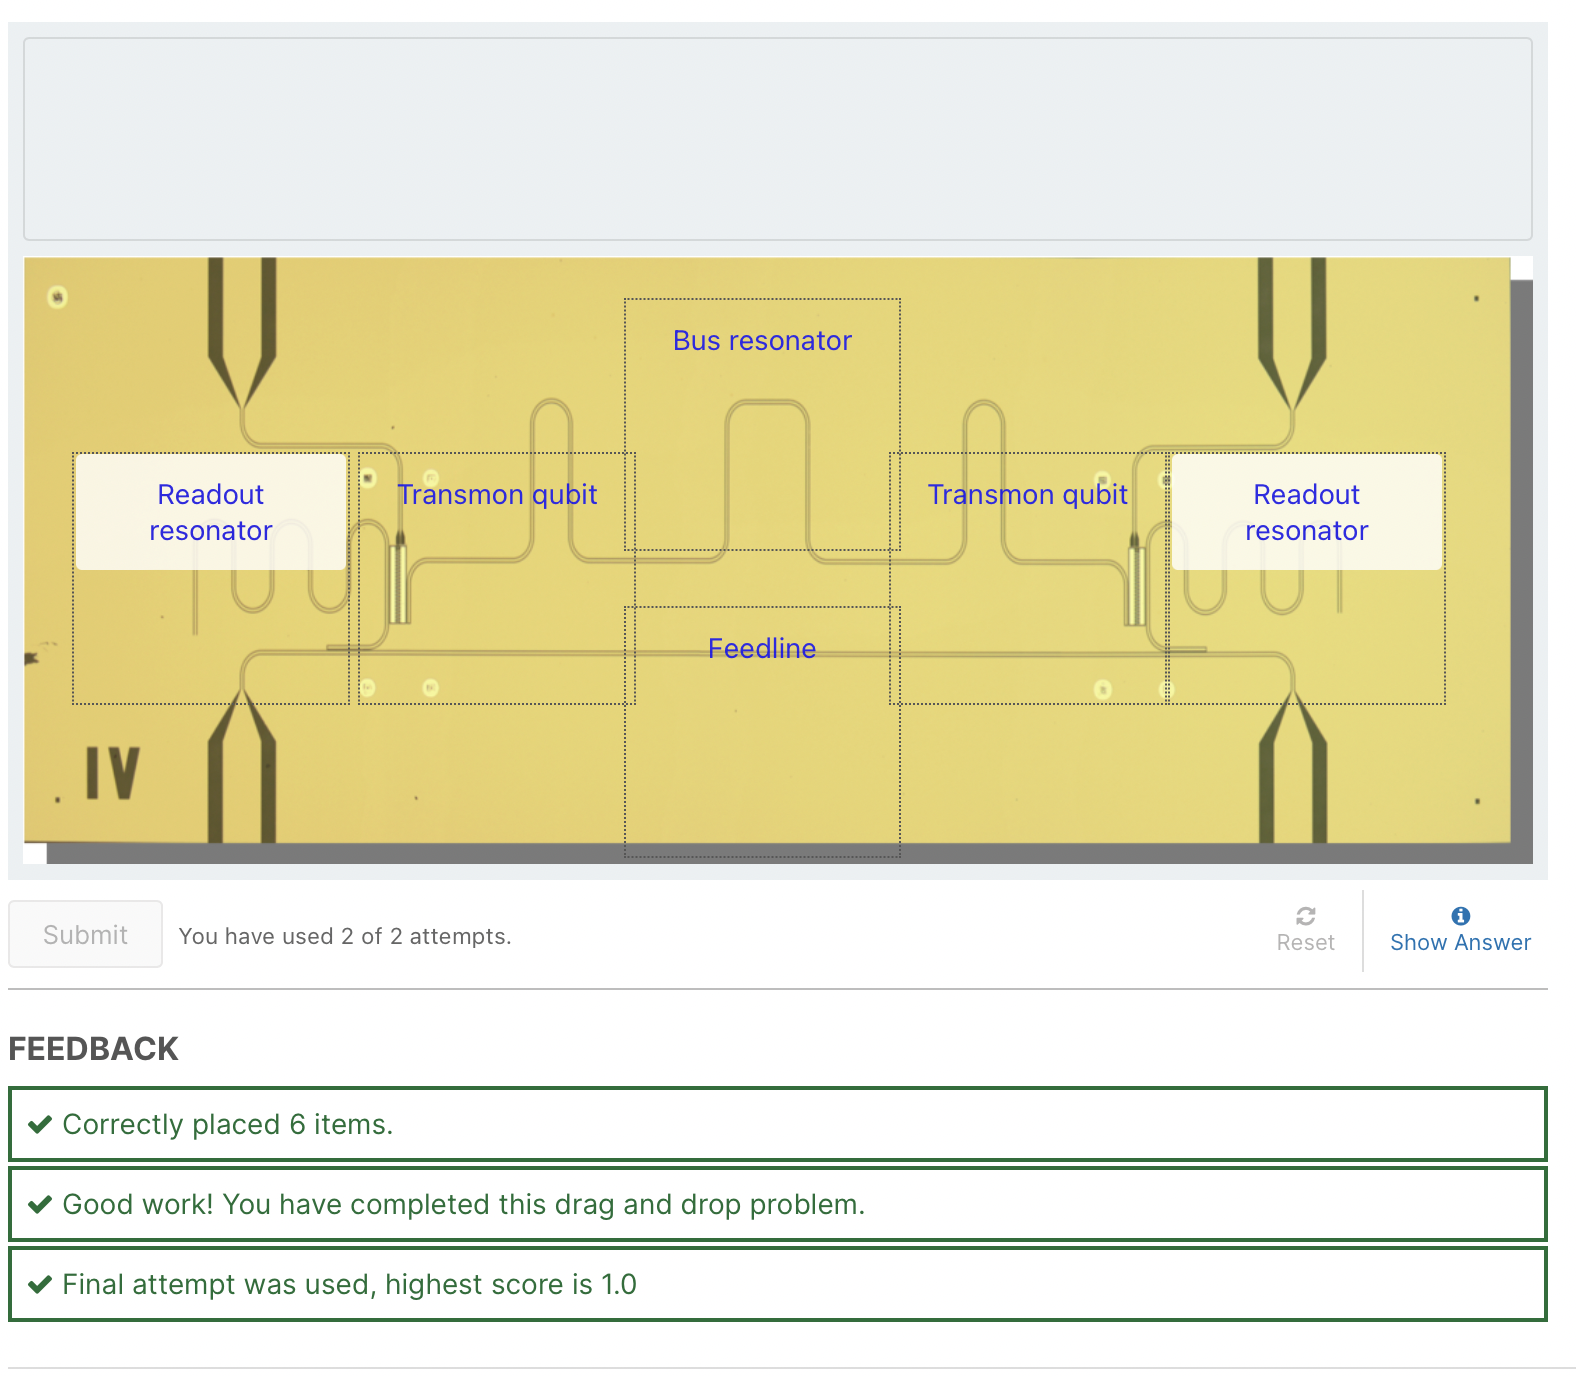 Bus resonator
Readout
resonator
Transmon qubit
Transmon qubit
Readout
resonator
Feedline
IV
Submit
You have used 2 of 2 attempts.
Reset
Show Answer
FEEDBACK
Correctly placed 6 items.
Good work! You have completed this drag and drop problem.
Final attempt was used, highest score is 1.0